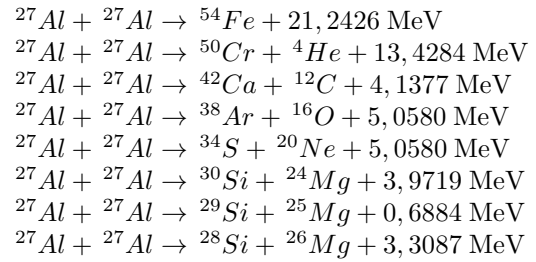 ²⁷Al + ²⁷Al → ⁵⁴Fe + 21,2426 MeV
²⁷Al + ²⁷Al → ⁵⁰Cr + ⁴He + 13,4284 MeV
²⁷Al + ²⁷Al → ⁴²Ca + ¹²C + 4,1377 MeV
²⁷Al + ²⁷Al → ³⁸Ar + ¹⁶O + 5,0580 MeV
²⁷Al + ²⁷Al → ³⁴S + ²⁰Ne + 5,0580 MeV
²⁷Al + ²⁷Al → ³⁰Si + ²⁴Mg + 3,9719 MeV
²⁷Al + ²⁷Al → ²⁹Si + ²⁵Mg + 0,6884 MeV
²⁷Al + ²⁷Al → ²⁸Si + ²⁶Mg + 3,3087 MeV